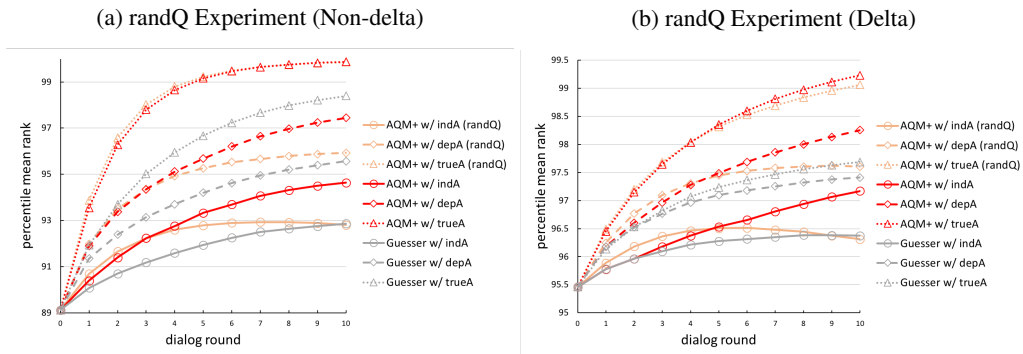 (a) randQ Experiment (Non-delta)
percentile mean rank
99
97
95
93
91
89
0 1 2 3 4 5 6 7 8 9 10
dialog round
AQM+ w/ indA (randQ)
AQM+ w/ depA (randQ)
AQM+ w/ trueA (randQ)
AQM+ w/ indA
AQM+ w/ depA
AQM+ w/ trueA
Guesser w/ indA
Guesser w/ depA
Guesser w/ trueA
(b) randQ Experiment (Delta)
percentile mean rank
99.5
99
98.5
98
97.5
97
96.5
96
95.5
95
0 1 2 3 4 5 6 7 8 9 10
dialog round
AQM+ w/ indA (randQ)
AQM+ w/ depA (randQ)
AQM+ w/ trueA (randQ)
AQM+ w/ indA
AQM+ w/ depA
AQM+ w/ trueA
Guesser w/ indA
Guesser w/ depA
Guesser w/ trueA